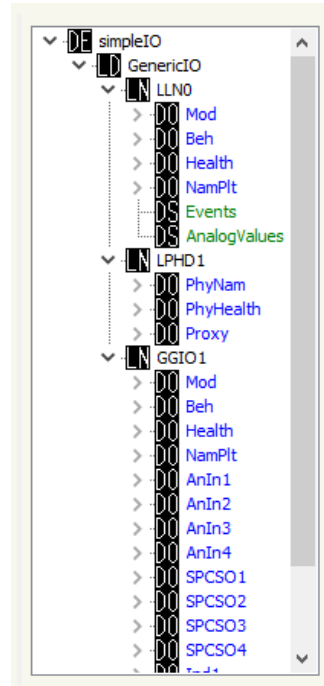 DE simpleIO
LD GenericIO
LN LLN0
DO Mod
DO Beh
DO Health
DO NamPlt
DS Events
DS AnalogValues
LN LPHD1
DO PhyNam
DO PhyHealth
DO Proxy
LN GGIO1
DO Mod
DO Beh
DO Health
DO NamPlt
DO AnIn1
DO AnIn2
DO AnIn3
DO AnIn4
DO SPCSO1
DO SPCSO2
DO SPCSO3
DO SPCSO4
DO Ind1